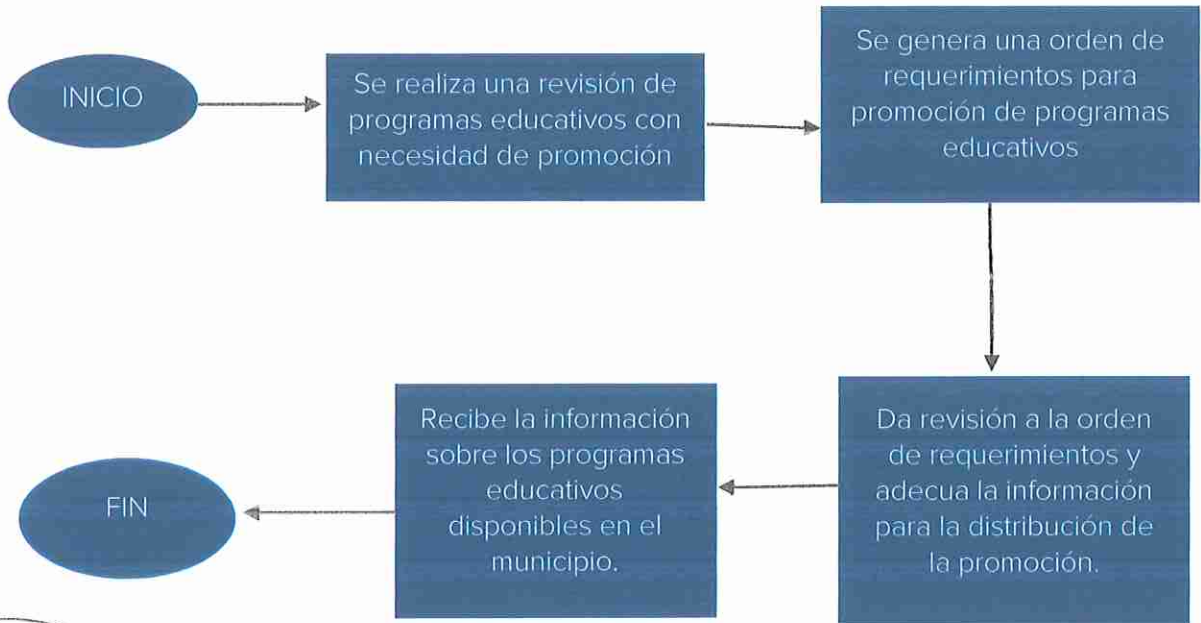 INICIO
Se realiza una revisión de
programas educativos con
necesidad de promoción
Se genera una orden de
requerimientos para
promoción de programas
educativos
Da revisión a la orden
de requerimientos y
adecua la información
para la distribución de
la promoción.
Recibe la información
sobre los programas
educativos
disponibles en el
municipio.
FIN